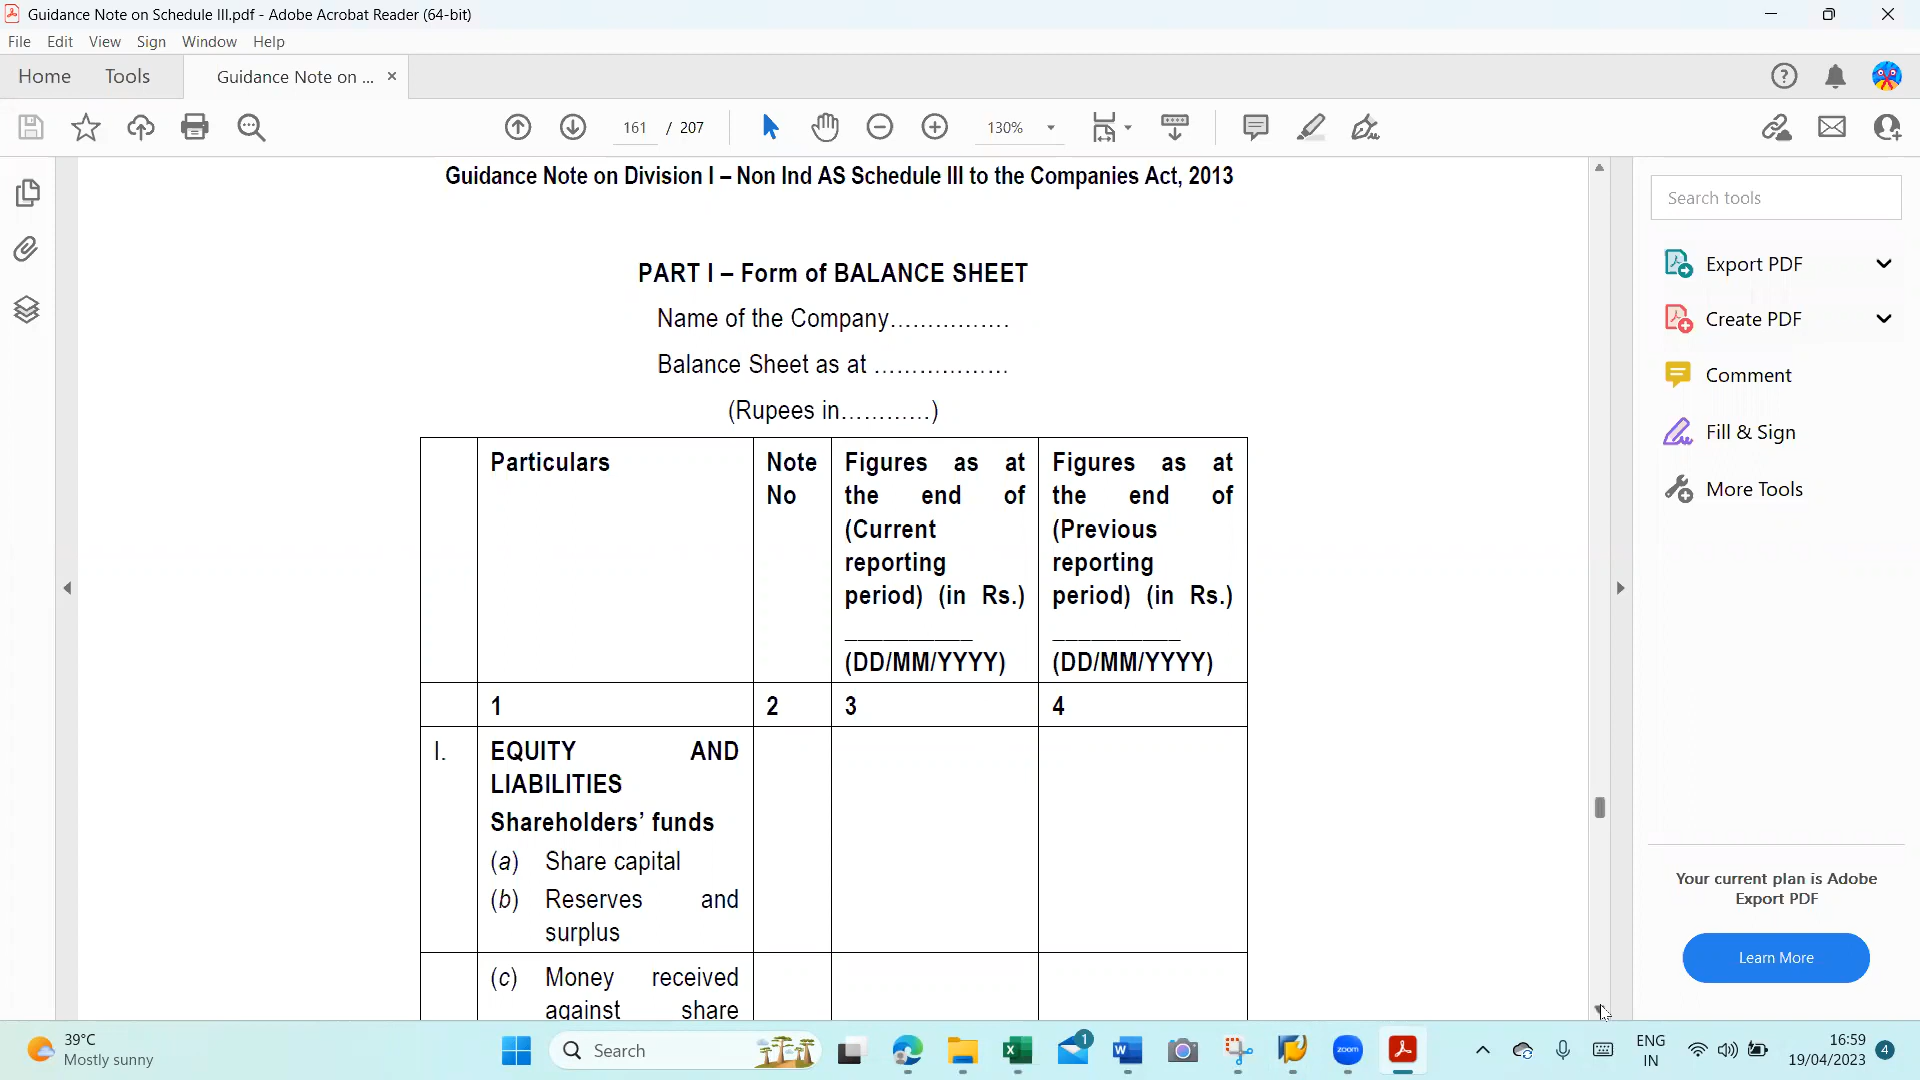 Guidance Note on Schedule III.pdf - Adobe Acrobat Reader (64-bit)
File Edit View Sign Window Help
Home Tools Guidance Note on ... ×
161 / 207 130%
Search tools
Export PDF
Create PDF
Comment
Fill & Sign
More Tools
Your current plan is Adobe
Export PDF
Learn More
Guidance Note on Division I – Non Ind AS Schedule III to the Companies Act, 2013
PART I – Form of BALANCE SHEET
Name of the Company................
Balance Sheet as at ..................
(Rupees in............)
Particulars
Note
No
Figures as at
the end of
(Current
reporting
period) (in Rs.)
__________
(DD/MM/YYYY)
Figures as at
the end of
(Previous
reporting
period) (in Rs.)
__________
(DD/MM/YYYY)
1 2 3 4
I. EQUITY AND
LIABILITIES
Shareholders’ funds
(a) Share capital
(b) Reserves and
surplus
(c) Money received
against share
39°C
Mostly sunny
Search
1
zoom
ENG
IN
16:59
19/04/2023
4